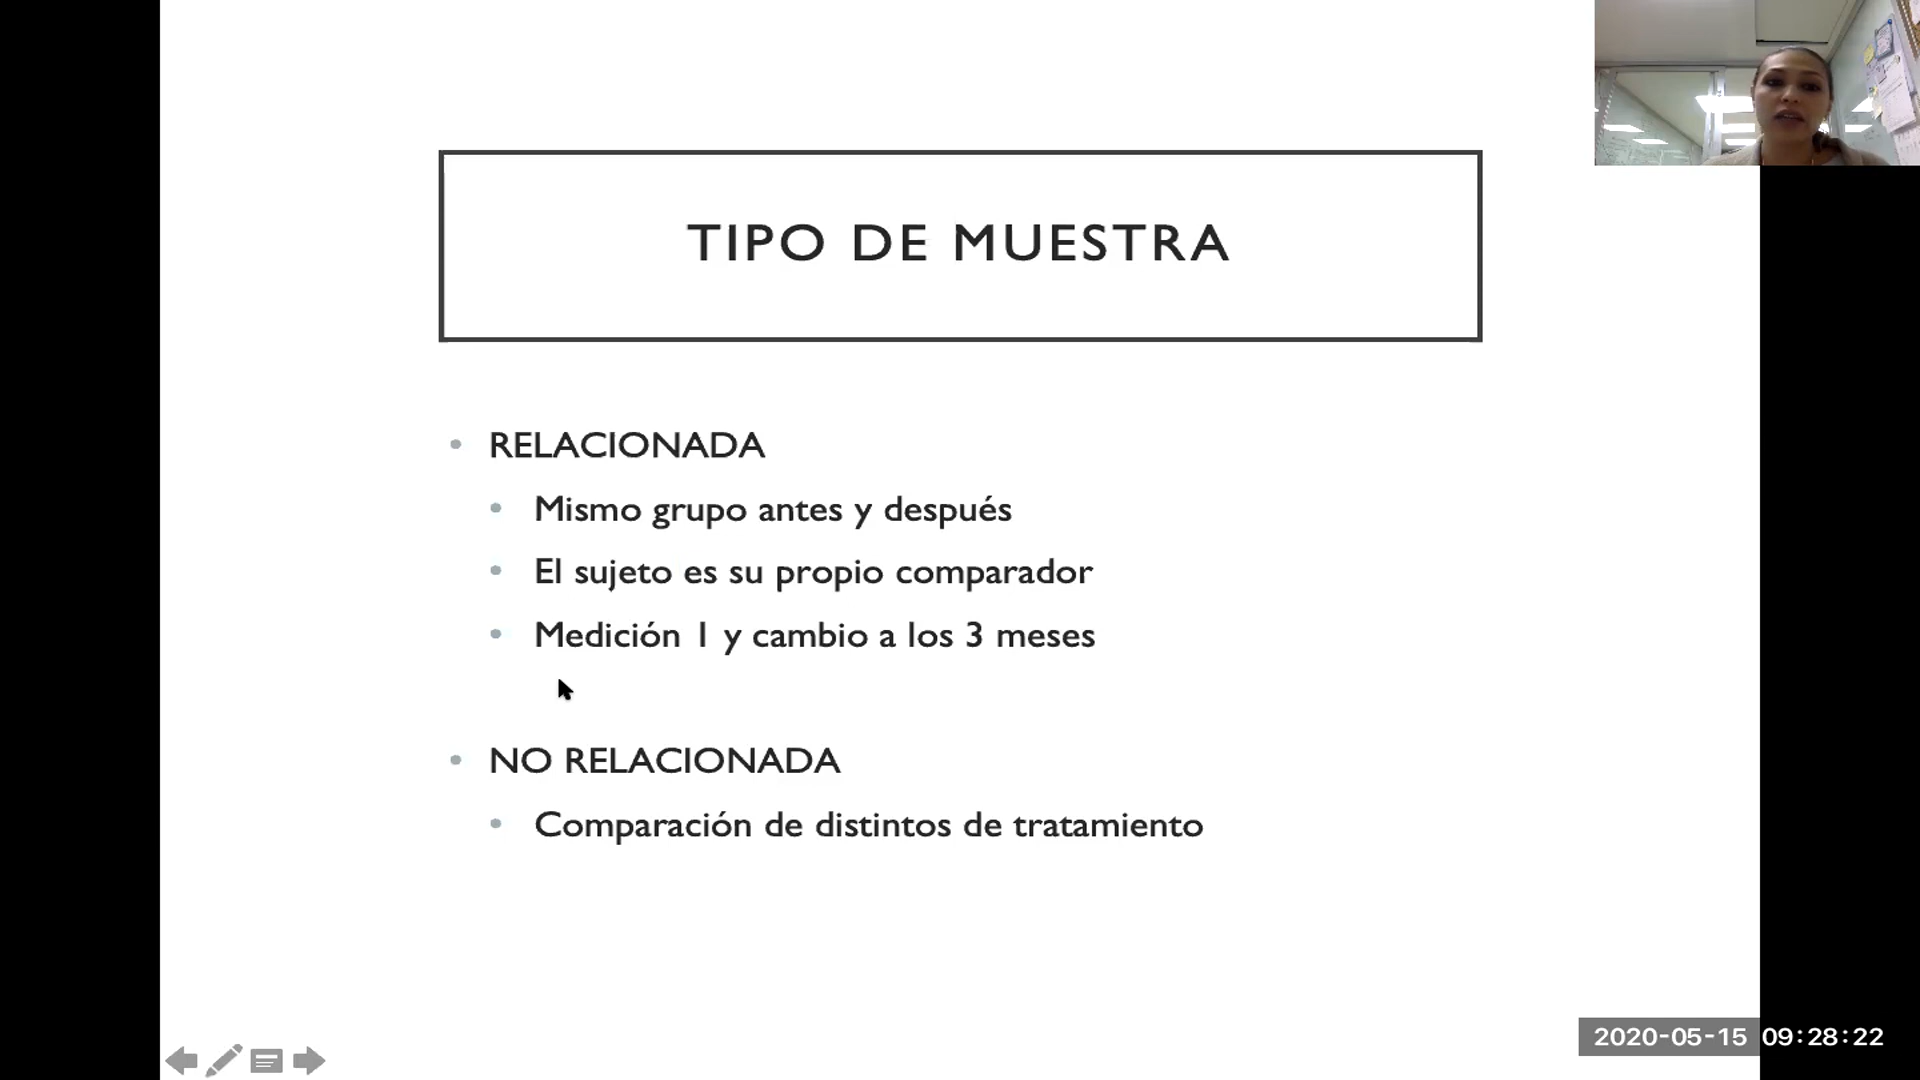 TIPO DE MUESTRA
RELACIONADA
Mismo grupo antes y después
El sujeto es su propio comparador
Medición 1 y cambio a los 3 meses
NO RELACIONADA
Comparación de distintos de tratamiento
2020-05-15 09:28:22